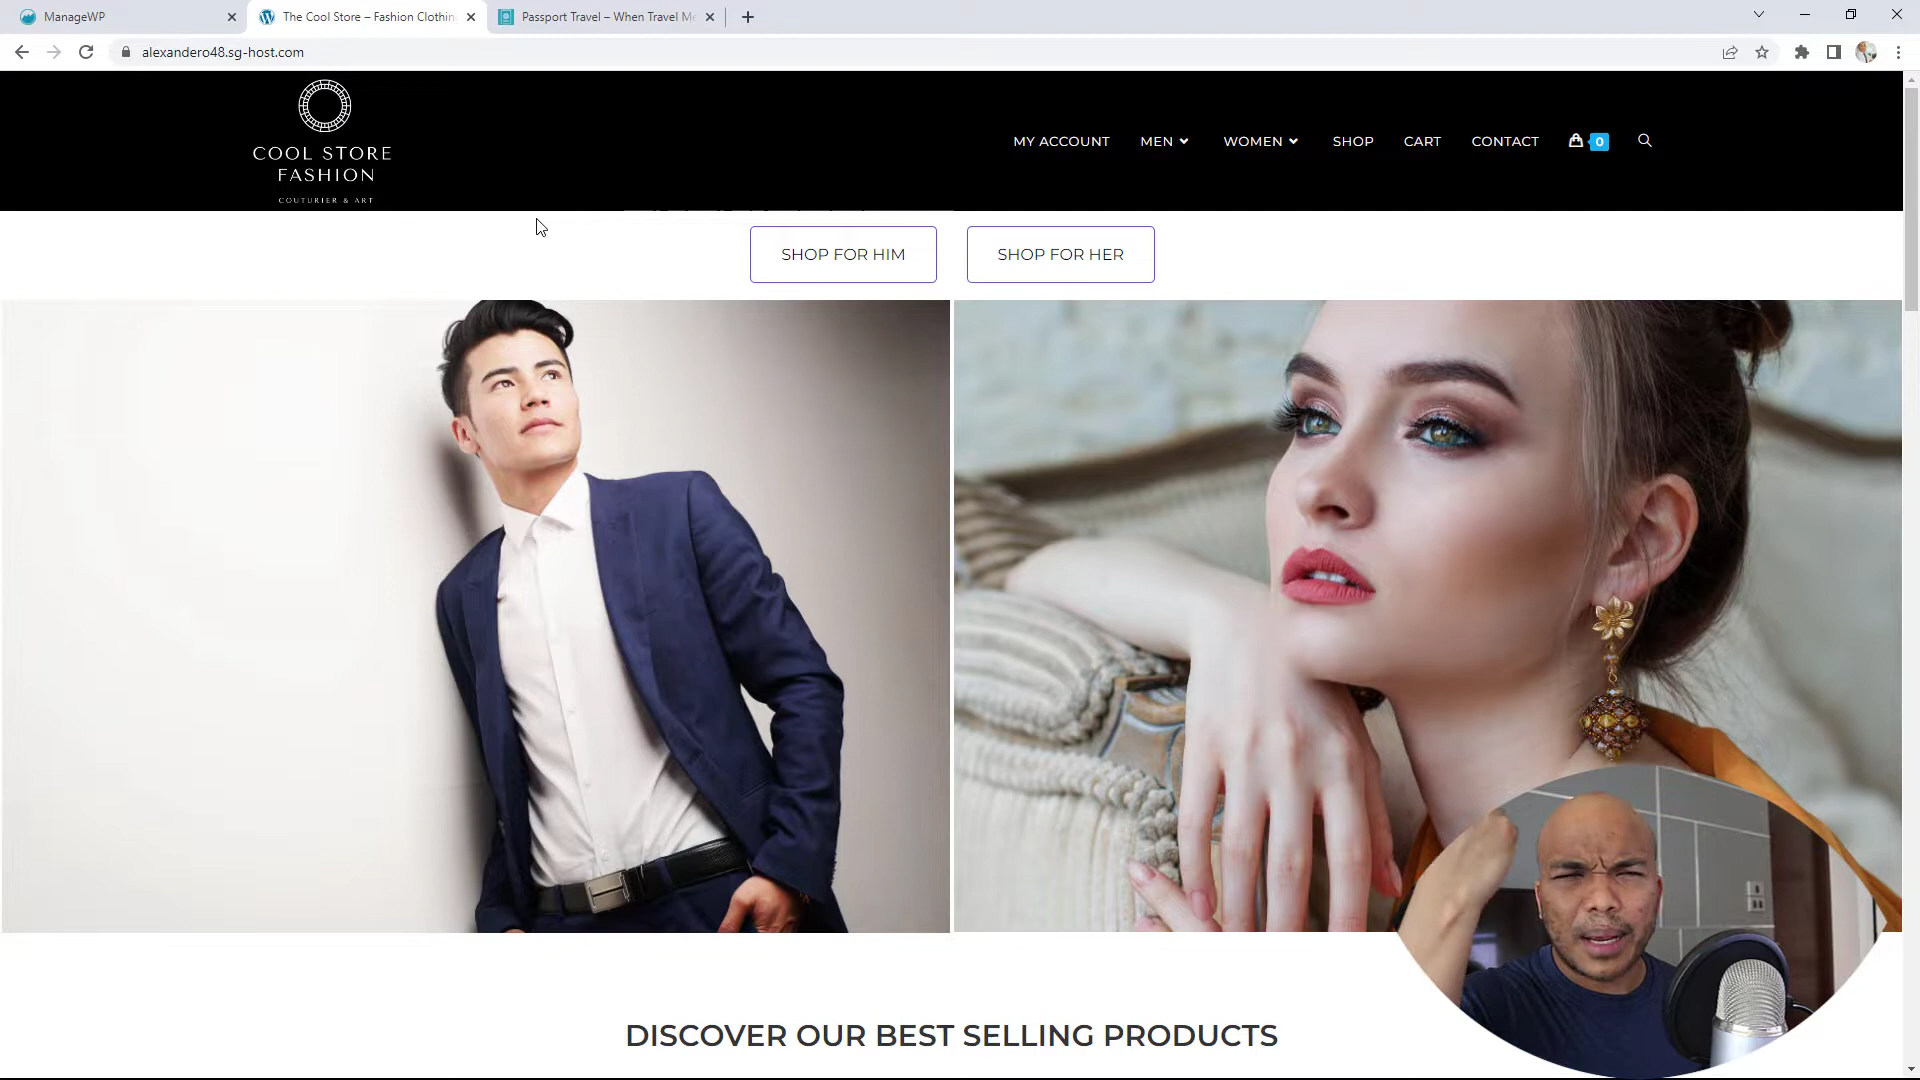 ManageWP
The Cool Store – Fashion Clothin
Passport Travel – When Travel Me
alexandero48.sg-host.com
COOL STORE
FASHION
COUTURIER & ART
MY ACCOUNT
MEN
WOMEN
SHOP
CART
CONTACT
0
SHOP FOR HIM
SHOP FOR HER
DISCOVER OUR BEST SELLING PRODUCTS